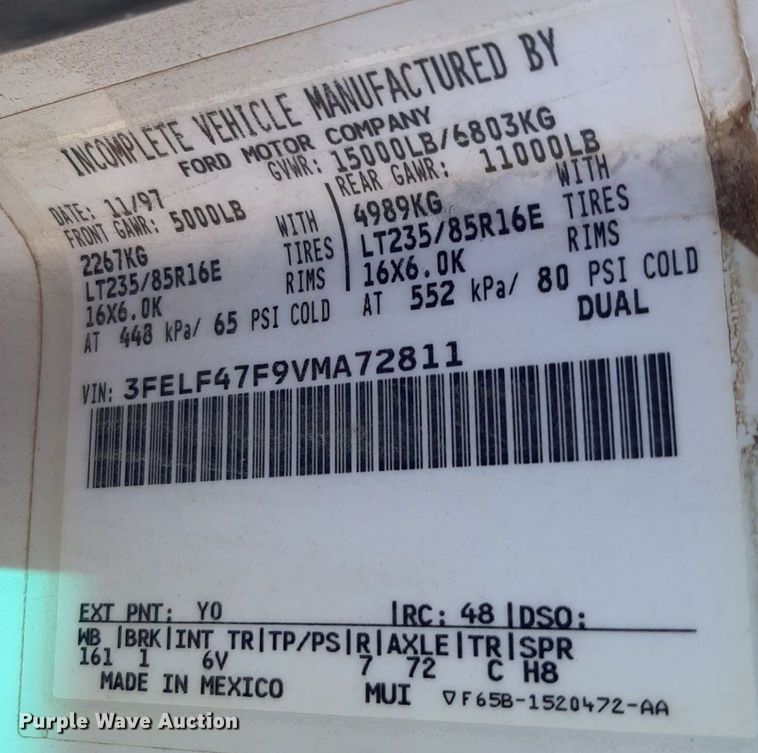 INCOMPLETE VEHICLE MANUFACTURED BY
FORD MOTOR COMPANY
DATE: 11/97 GVWR: 15000LB/6803KG
FRONT GAWR: 5000LB REAR GAWR: 11000LB
2267KG WITH 4989KG WITH
LT235/85R16E TIRES LT235/85R16E TIRES
16X6.0K RIMS 16X6.0K RIMS
AT 448 kPa/ 65 PSI COLD AT 552 kPa/ 80 PSI COLD
DUAL
VIN: 3FELF47F9VMA72811
EXT PNT: YO |RC: 48 |DSO:
WB |BRK|INT TR|TP/PS|R|AXLE|TR|SPR
161 1 6V 7 72 C H8
MADE IN MEXICO MUI ▽F65B-1520472-AA
Purple Wave Auction